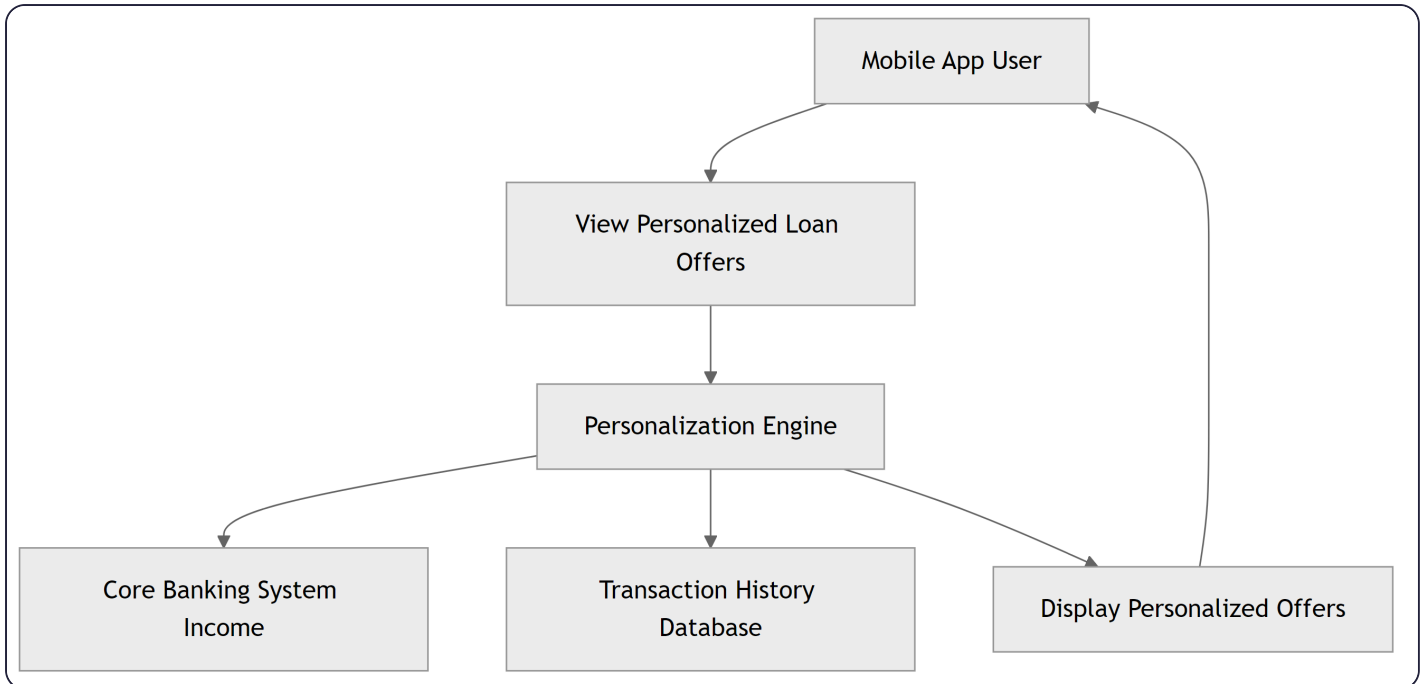 Mobile App User
View Personalized Loan
Offers
Personalization Engine
Core Banking System
Income
Transaction History
Database
Display Personalized Offers